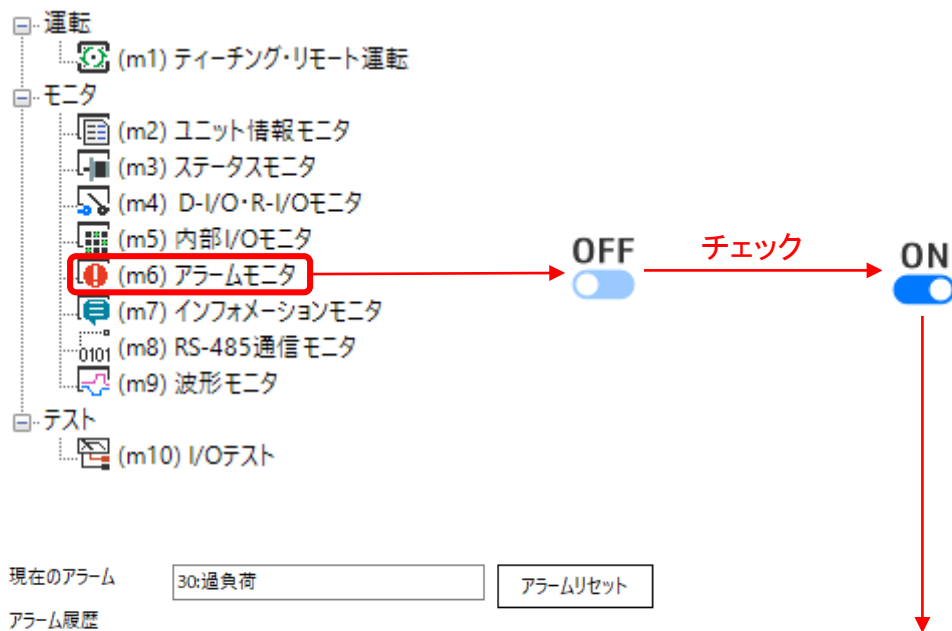 運転
(m1) ティーチング・リモート運転
モニタ
(m2) ユニット情報モニタ
(m3) ステータスモニタ
(m4) D-I/O・R-I/Oモニタ
(m5) 内部I/Oモニタ
(m6) アラームモニタ
OFF
チェック
ON
(m7) インフォメーションモニタ
0101 (m8) RS-485通信モニタ
(m9) 波形モニタ
テスト
(m10) I/Oテスト
現在のアラーム 30:過負荷 アラームリセット
アラーム履歴